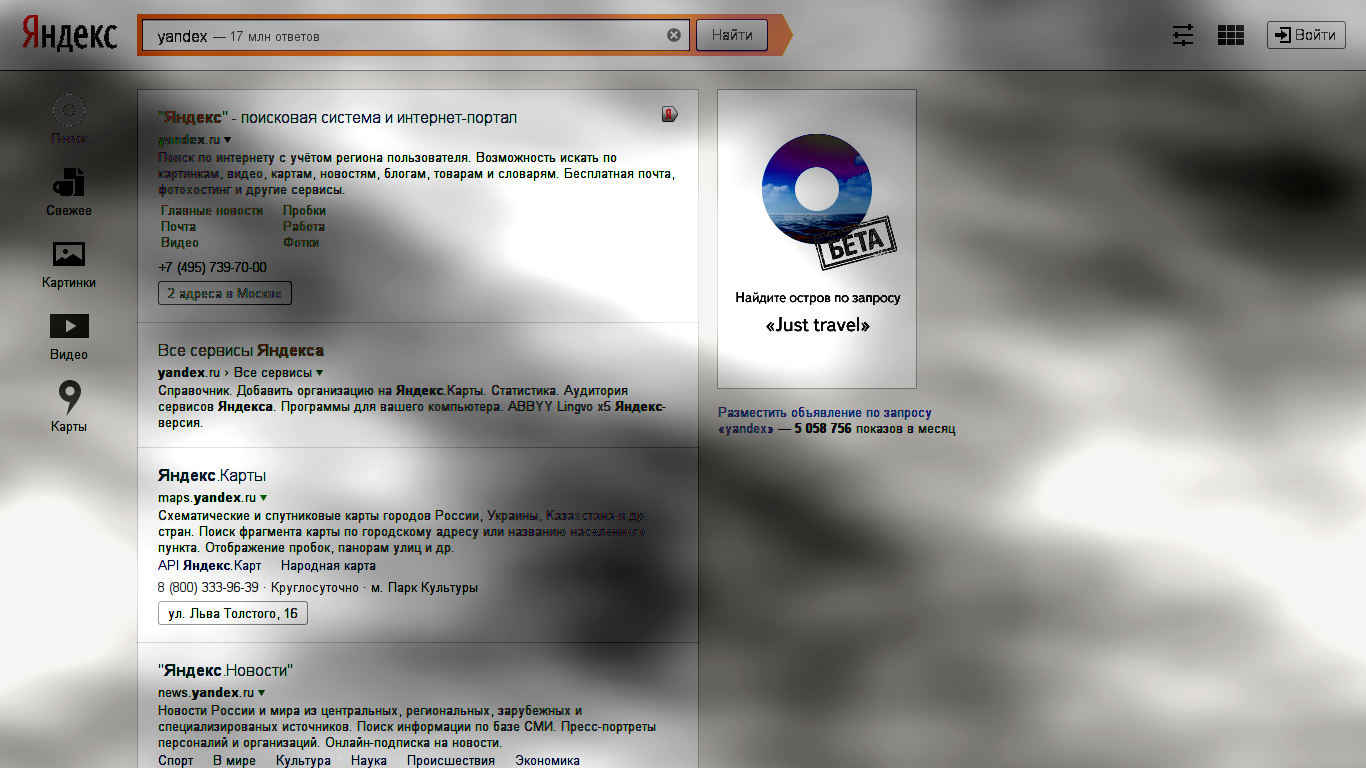 Яндекс
yandex — 17 млн ответов
Найти
Войти
Поиск
Свежее
Картинки
Видео
Карты
"Яндекс" - поисковая система и интернет-портал
yandex.ru
Поиск по интернету с учётом региона пользователя. Возможность искать по
картинкам, видео, картам, новостям, блогам, товарам и словарям. Бесплатная почта,
фотохостинг и другие сервисы.
Главные новости Пробки
Почта Работа
Видео Фотки
+7 (495) 739-70-00
2 адреса в Москве
Все сервисы Яндекса
yandex.ru › Все сервисы
Справочник. Добавить организацию на Яндекс.Карты. Статистика. Аудитория
сервисов Яндекса. Программы для вашего компьютера. ABBYY Lingvo x5 Яндекс-
версия.
Яндекс.Карты
maps.yandex.ru
Схематические и спутниковые карты городов России, Украины, Казахстана и др.
стран. Поиск фрагмента карты по городскому адресу или названию населенного
пункта. Отображение пробок, панорам улиц и др.
API Яндекс.Карт Народная карта
8 (800) 333-96-39 · Круглосуточно · м. Парк Культуры
ул. Льва Толстого, 16
"Яндекс.Новости"
news.yandex.ru
Новости России и мира из центральных, региональных, зарубежных и
специализированых источников. Поиск информации по базе СМИ. Пресс-портреты
персоналий и организаций. Онлайн-подписка на новости.
Спорт В мире Культура Наука Происшествия Экономика
БЕТА
Найдите остров по запросу
«Just travel»
Разместить объявление по запросу
«yandex» — 5 058 756 показов в месяц